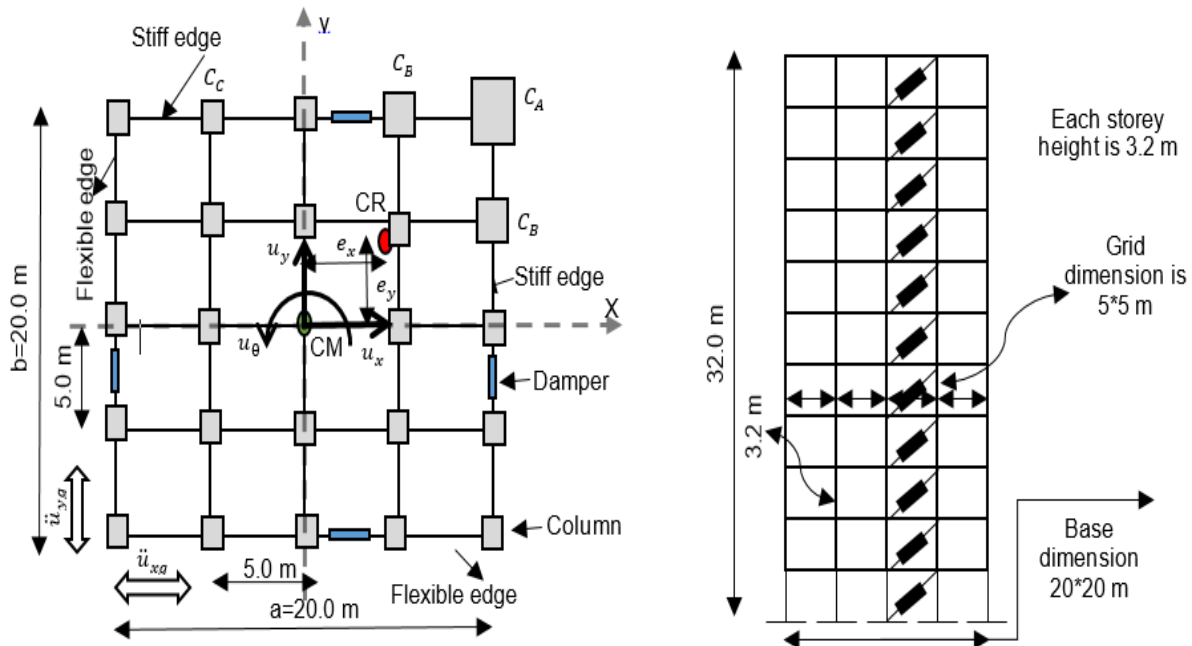 y
Stiff edge
C_C
C_B
C_A
Flexible edge
CR
u_y
e_x
C_B
e_y
Stiff edge
X
b=20.0 m
u_θ
CM
u_x
5.0 m
Damper
ü_yg
Column
ü_xg
5.0 m
Flexible edge
a=20.0 m
Each storey
height is 3.2 m
32.0 m
Grid
dimension is
5*5 m
3.2 m
Base
dimension
20*20 m